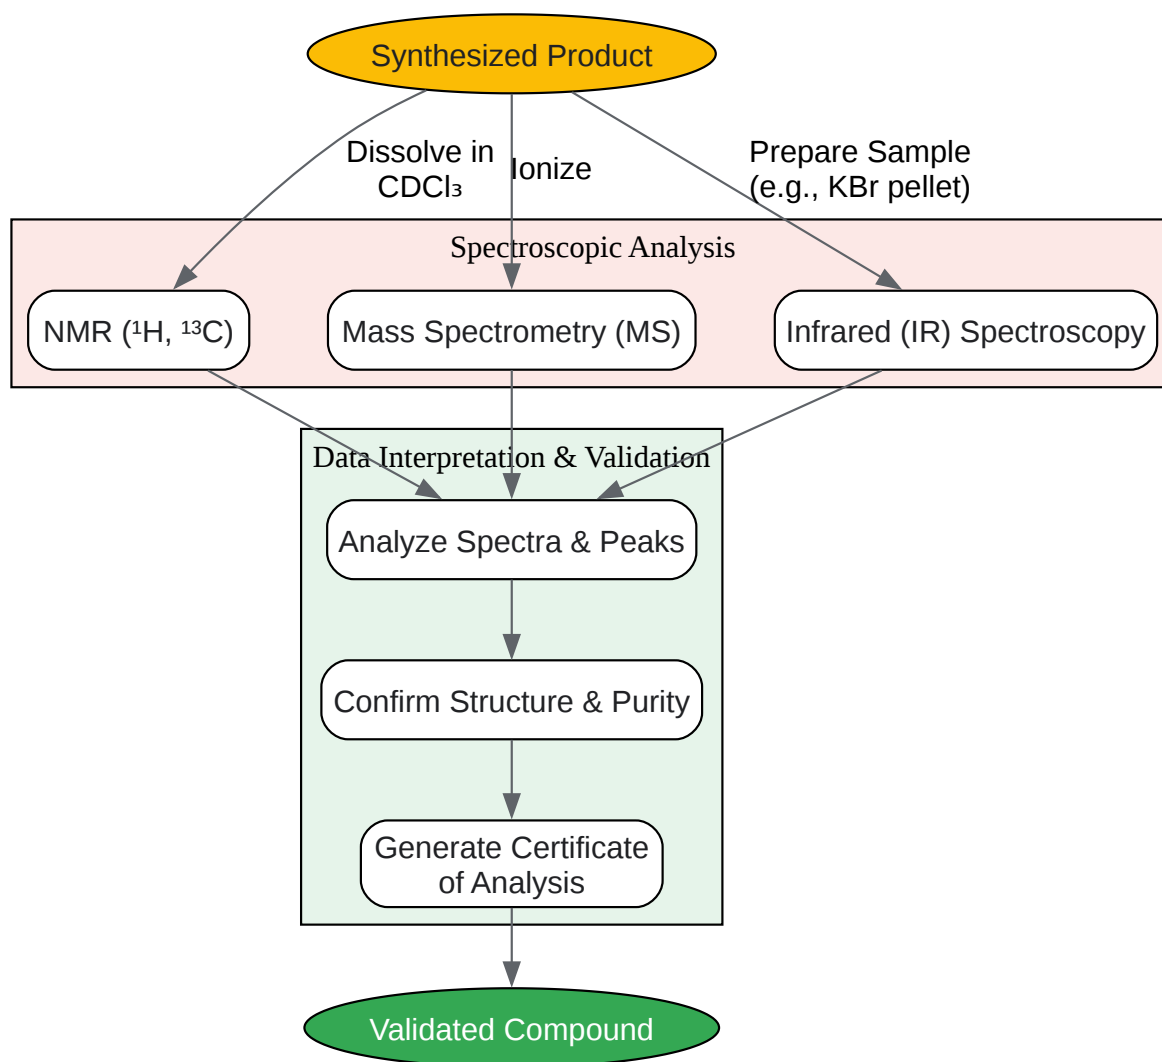 Synthesized Product
Dissolve in
CDCl₃
Ionize
Prepare Sample
(e.g., KBr pellet)
Spectroscopic Analysis
NMR (¹H, ¹³C)
Mass Spectrometry (MS)
Infrared (IR) Spectroscopy
Data Interpretation & Validation
Analyze Spectra & Peaks
Confirm Structure & Purity
Generate Certificate
of Analysis
Validated Compound